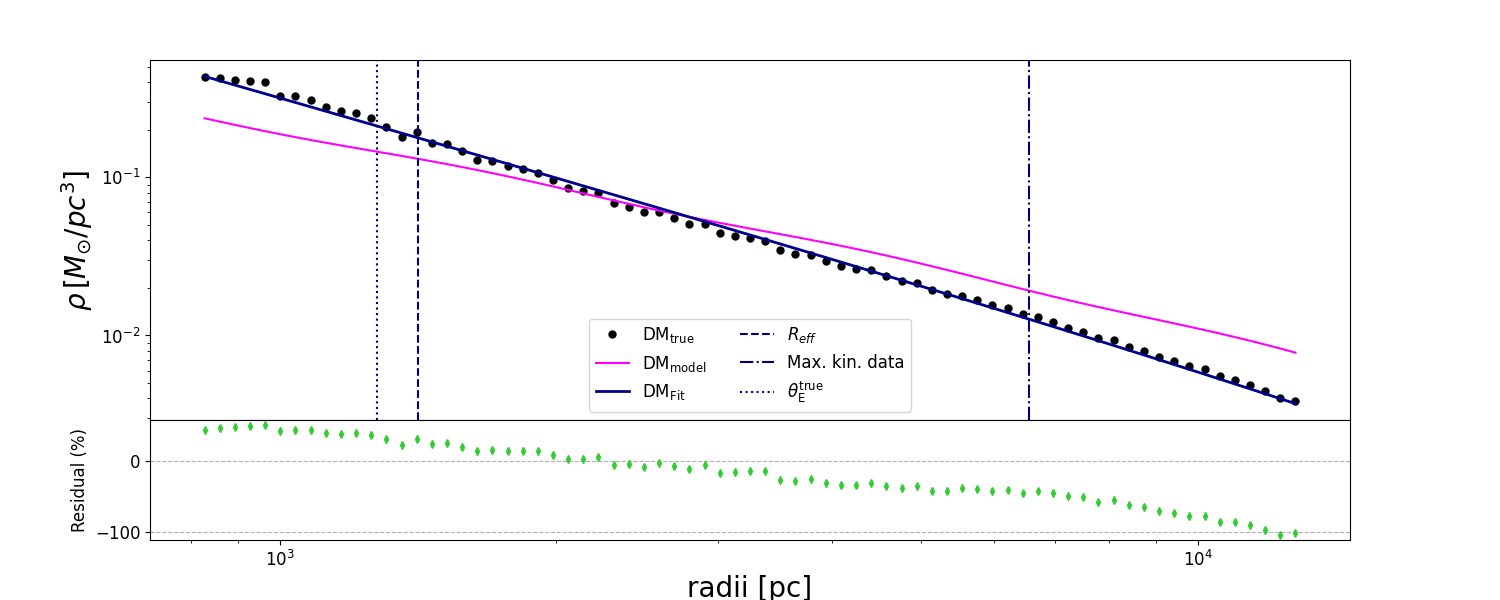 ρ [M⊙/pc³]
10⁻¹
10⁻²
DM_true
DM_model
DM_Fit
R_eff
Max. kin. data
θ_E^true
Residual (%)
0
−100
10³
10⁴
radii [pc]